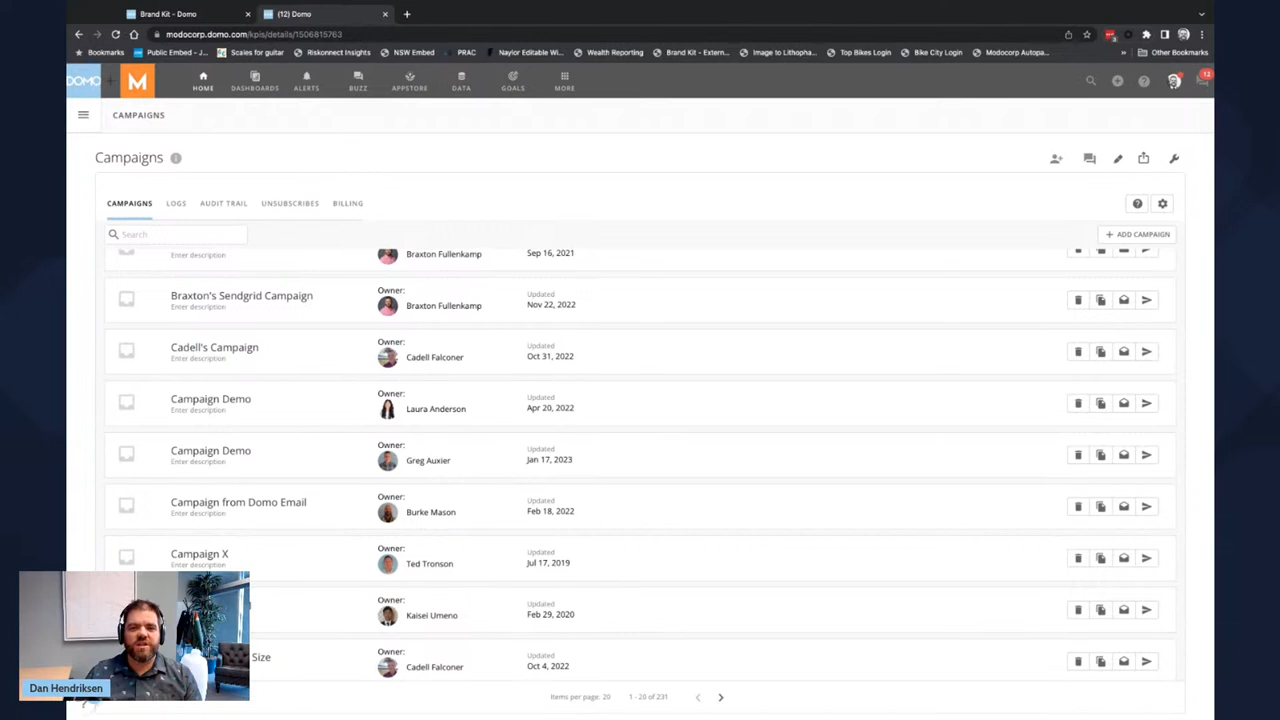 Brand Kit - Domo
(12) Domo
modocorp.domo.com/kpis/details/1506815763
Bookmarks Public Embed - J... Scales for guitar Riskonnect Insights NSW Embed PRAC Naylor Editable Wi... Wealth Reporting Brand Kit - Extern... Image to Lithopha... Top Bikes Login Bike City Login Modocorp Autopa... » Other Bookmarks
DOMO M HOME DASHBOARDS ALERTS BUZZ APPSTORE DATA GOALS MORE 12
CAMPAIGNS
Campaigns
CAMPAIGNS LOGS AUDIT TRAIL UNSUBSCRIBES BILLING
Search + ADD CAMPAIGN
Enter description Braxton Fullenkamp Sep 16, 2021
Braxton's Sendgrid Campaign Owner: Updated
Enter description Braxton Fullenkamp Nov 22, 2022
Cadell's Campaign Owner: Updated
Enter description Cadell Falconer Oct 31, 2022
Campaign Demo Owner: Updated
Enter description Laura Anderson Apr 20, 2022
Campaign Demo Owner: Updated
Enter description Greg Auxier Jan 17, 2023
Campaign from Domo Email Owner: Updated
Enter description Burke Mason Feb 18, 2022
Campaign X Owner: Updated
Ted Tronson Jul 17, 2019
Owner: Updated
Kaisei Umeno Feb 29, 2020
Size Owner: Updated
Cadell Falconer Oct 4, 2022
Dan Hendriksen
Items per page: 20 1 - 20 of 231